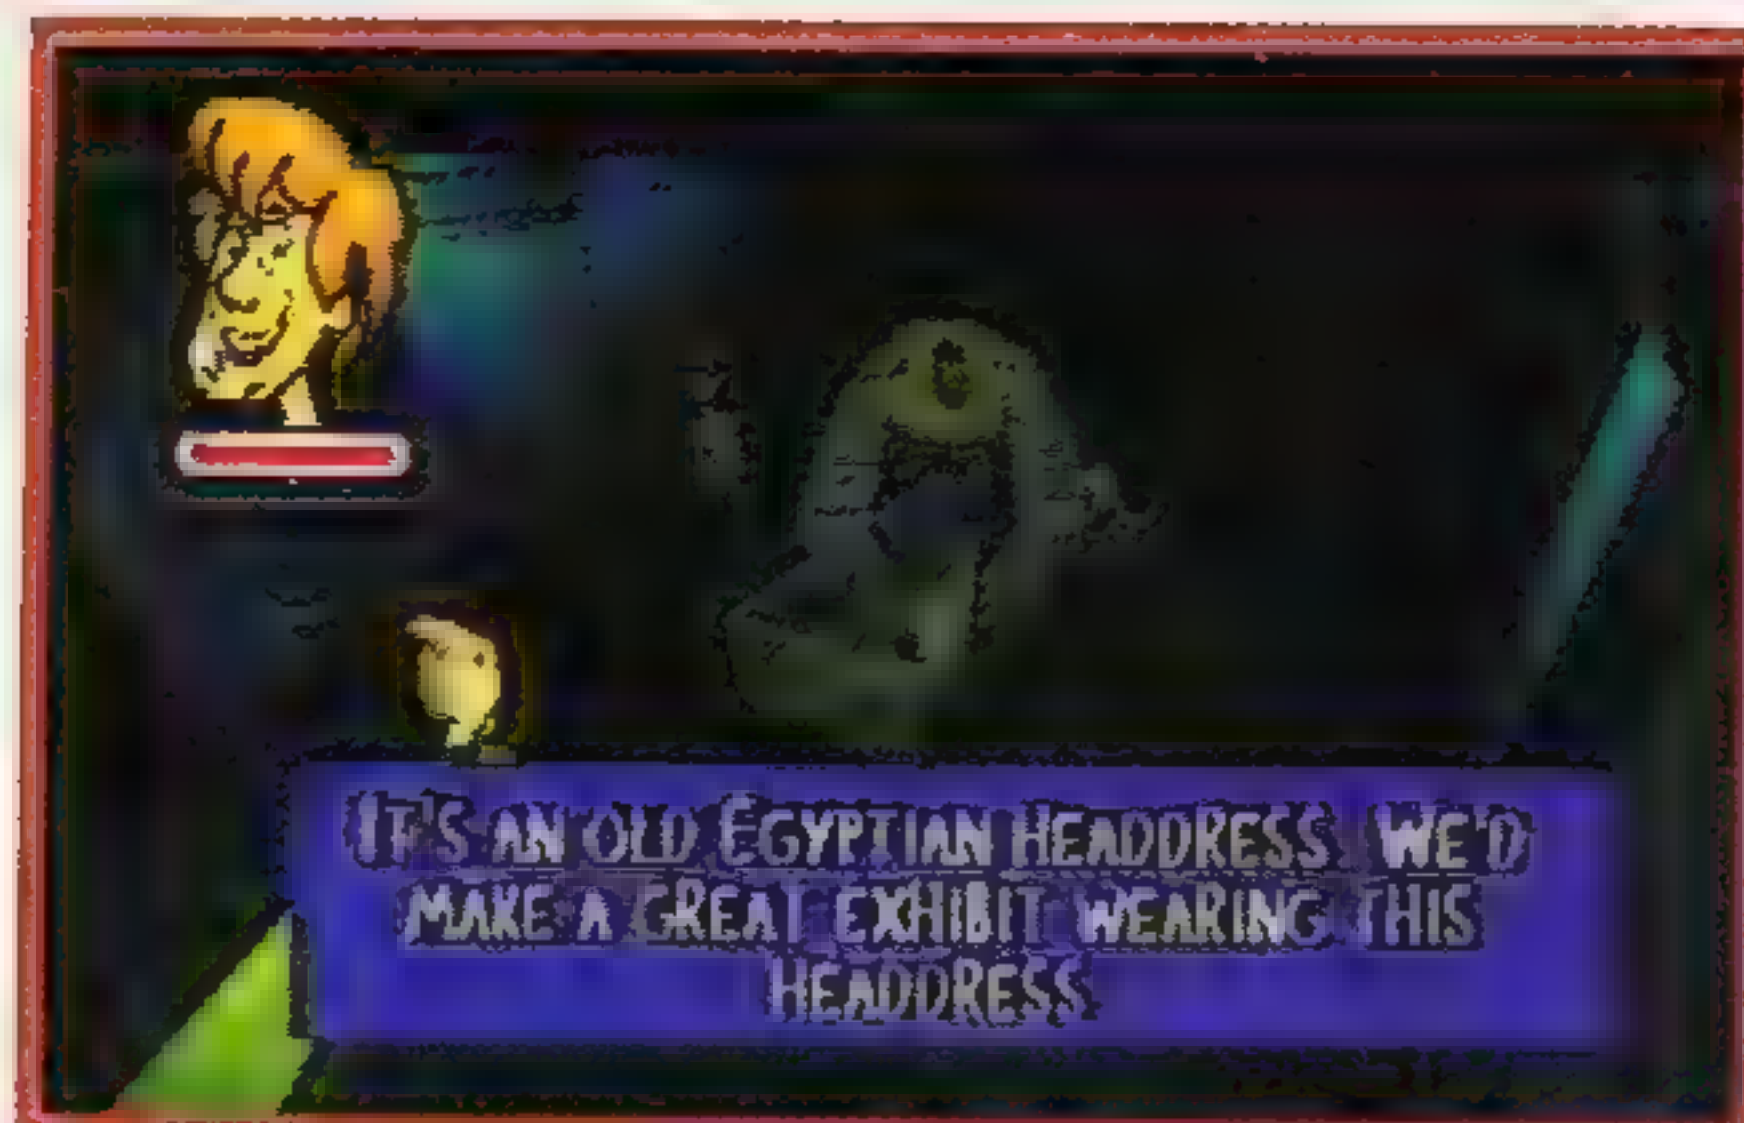 It's an old Egyptian headdress. We'd
make a great exhibit wearing this
headdress.